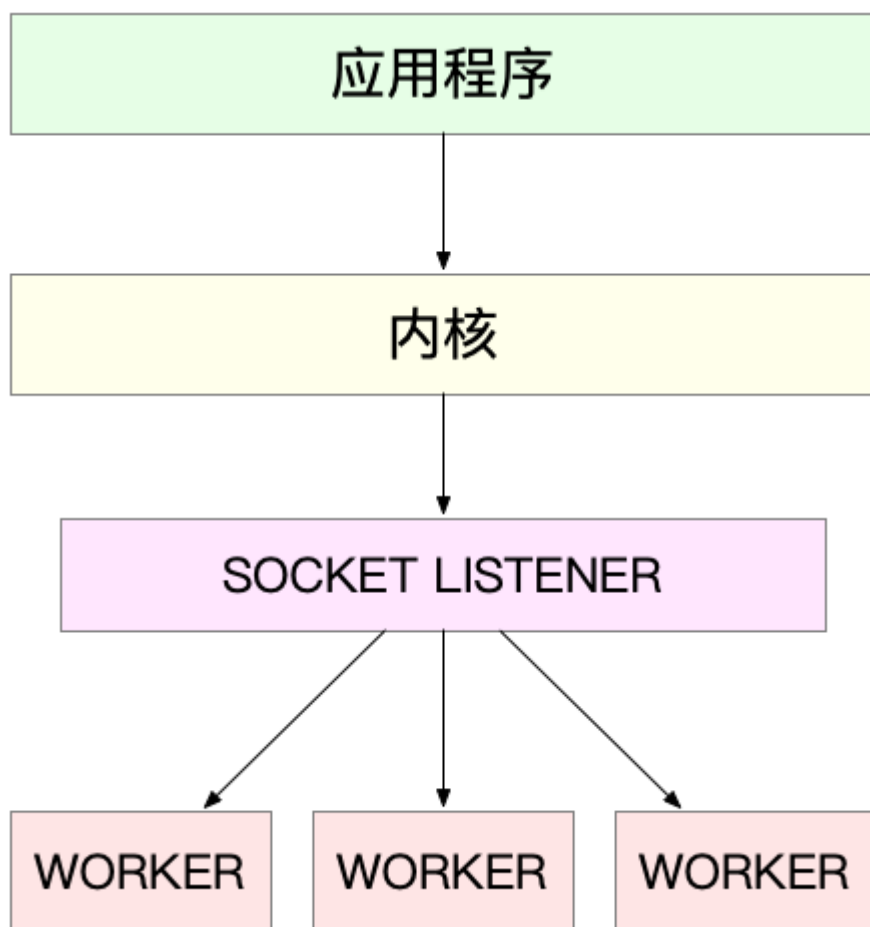 应用程序
内核
SOCKET LISTENER
WORKER
WORKER
WORKER